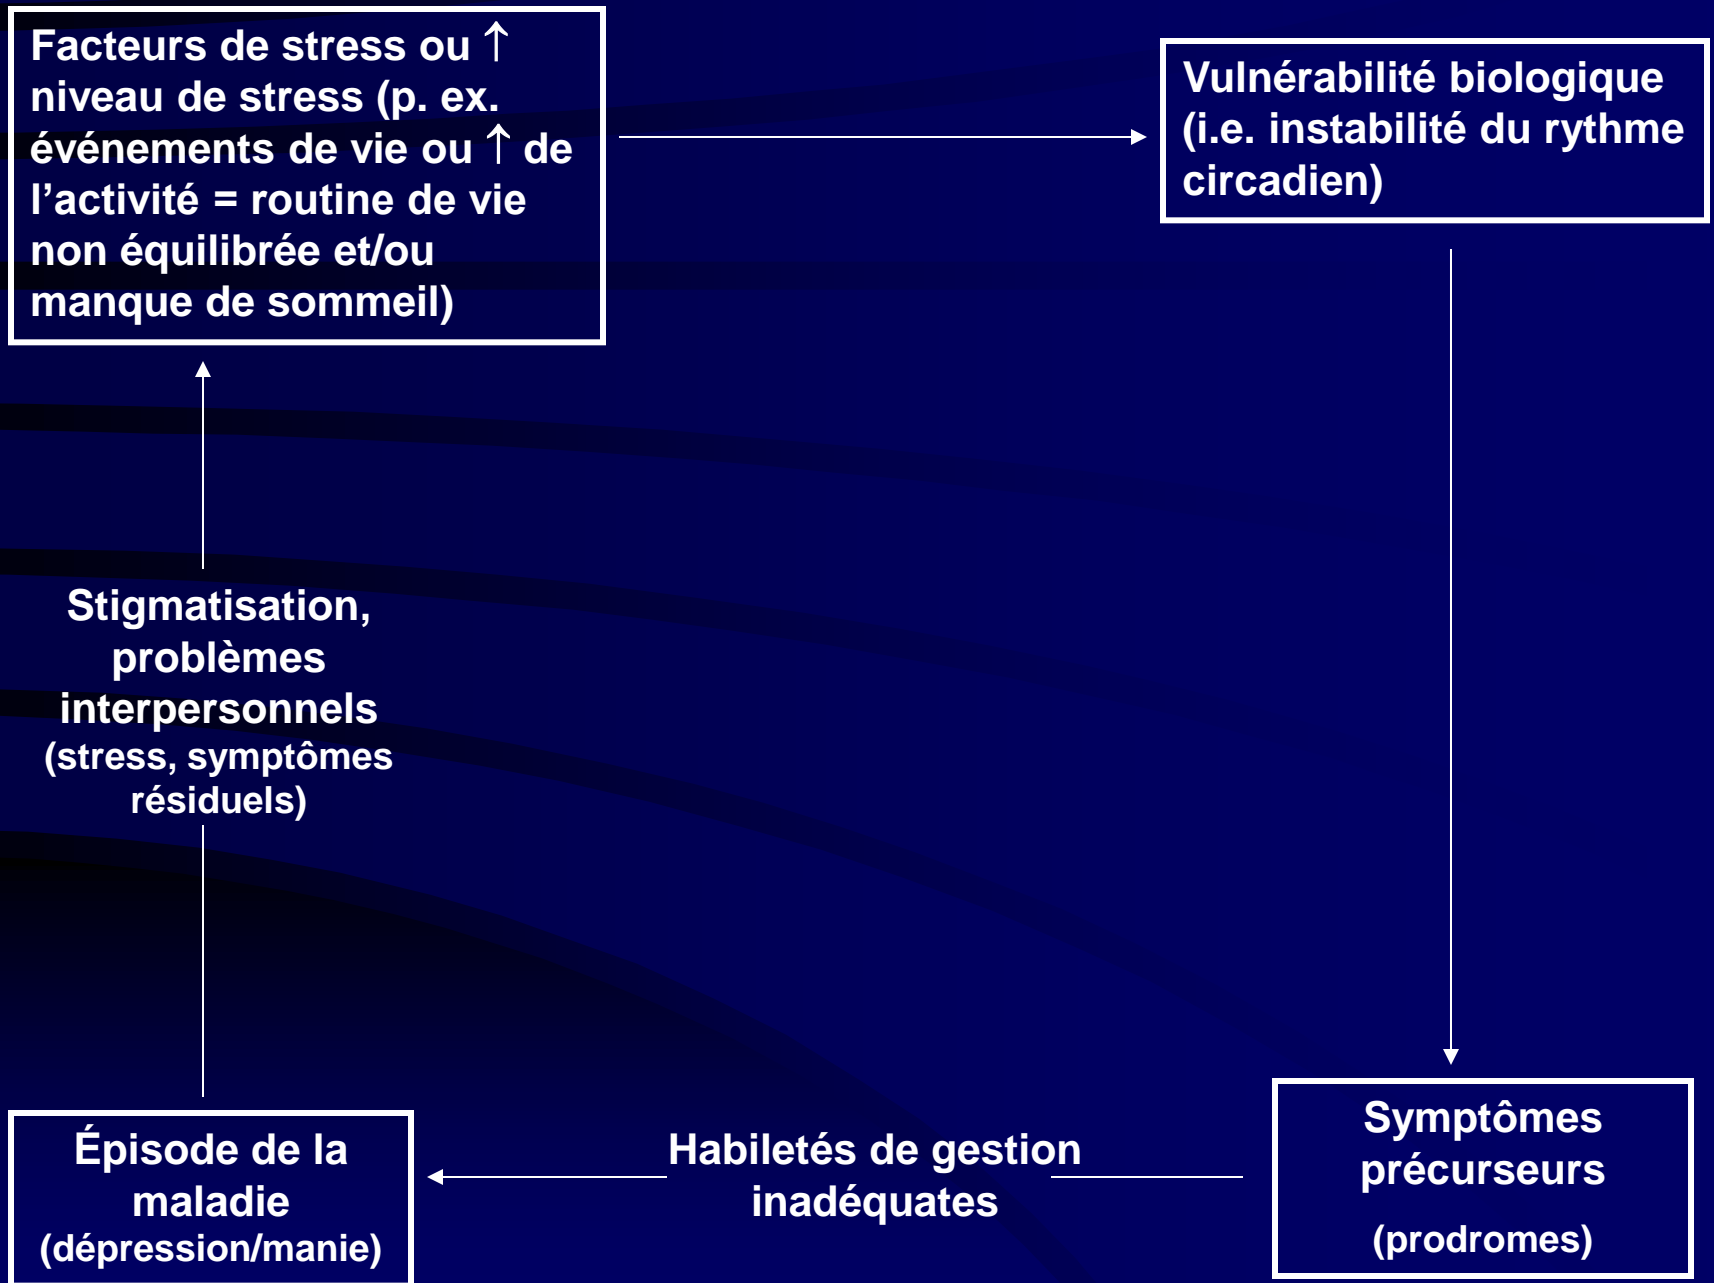 Facteurs de stress ou ↑
niveau de stress (p. ex.
événements de vie ou ↑ de
l’activité = routine de vie
non équilibrée et/ou
manque de sommeil)
Vulnérabilité biologique
(i.e. instabilité du rythme
circadien)
Stigmatisation,
problèmes
interpersonnels
(stress, symptômes
résiduels)
Épisode de la
maladie
(dépression/manie)
Habiletés de gestion
inadéquates
Symptômes
précurseurs
(prodromes)